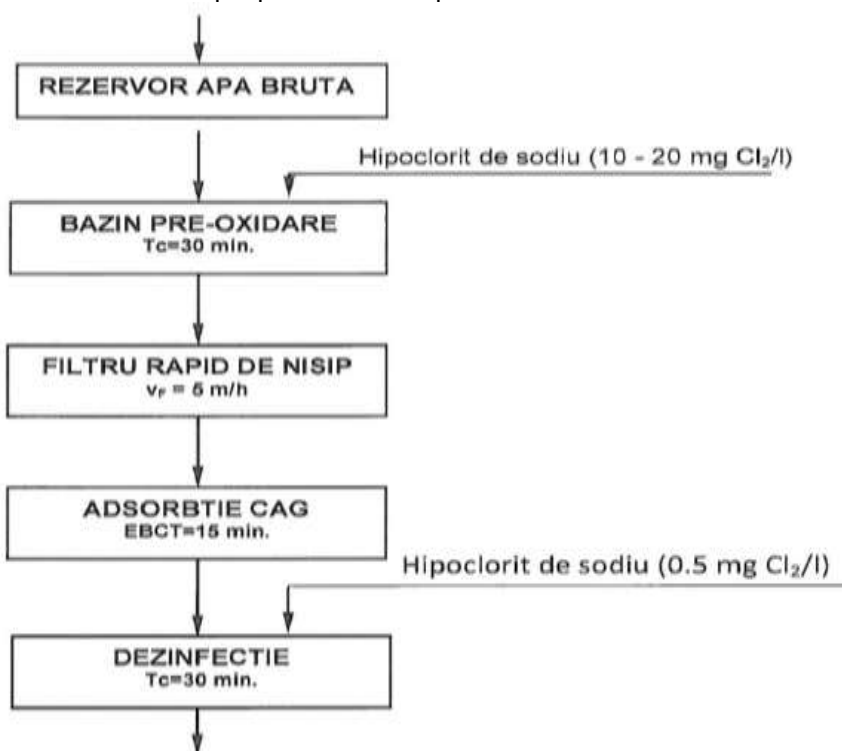 REZERVOR APA BRUTA
Hipoclorit de sodiu (10 - 20 mg Cl₂/l)
BAZIN PRE-OXIDARE
Tc=30 min.
FILTRU RAPID DE NISIP
v_F = 5 m/h
ADSORBTIE CAG
EBCT=15 min.
Hipoclorit de sodiu (0.5 mg Cl₂/l)
DEZINFECTIE
Tc=30 min.